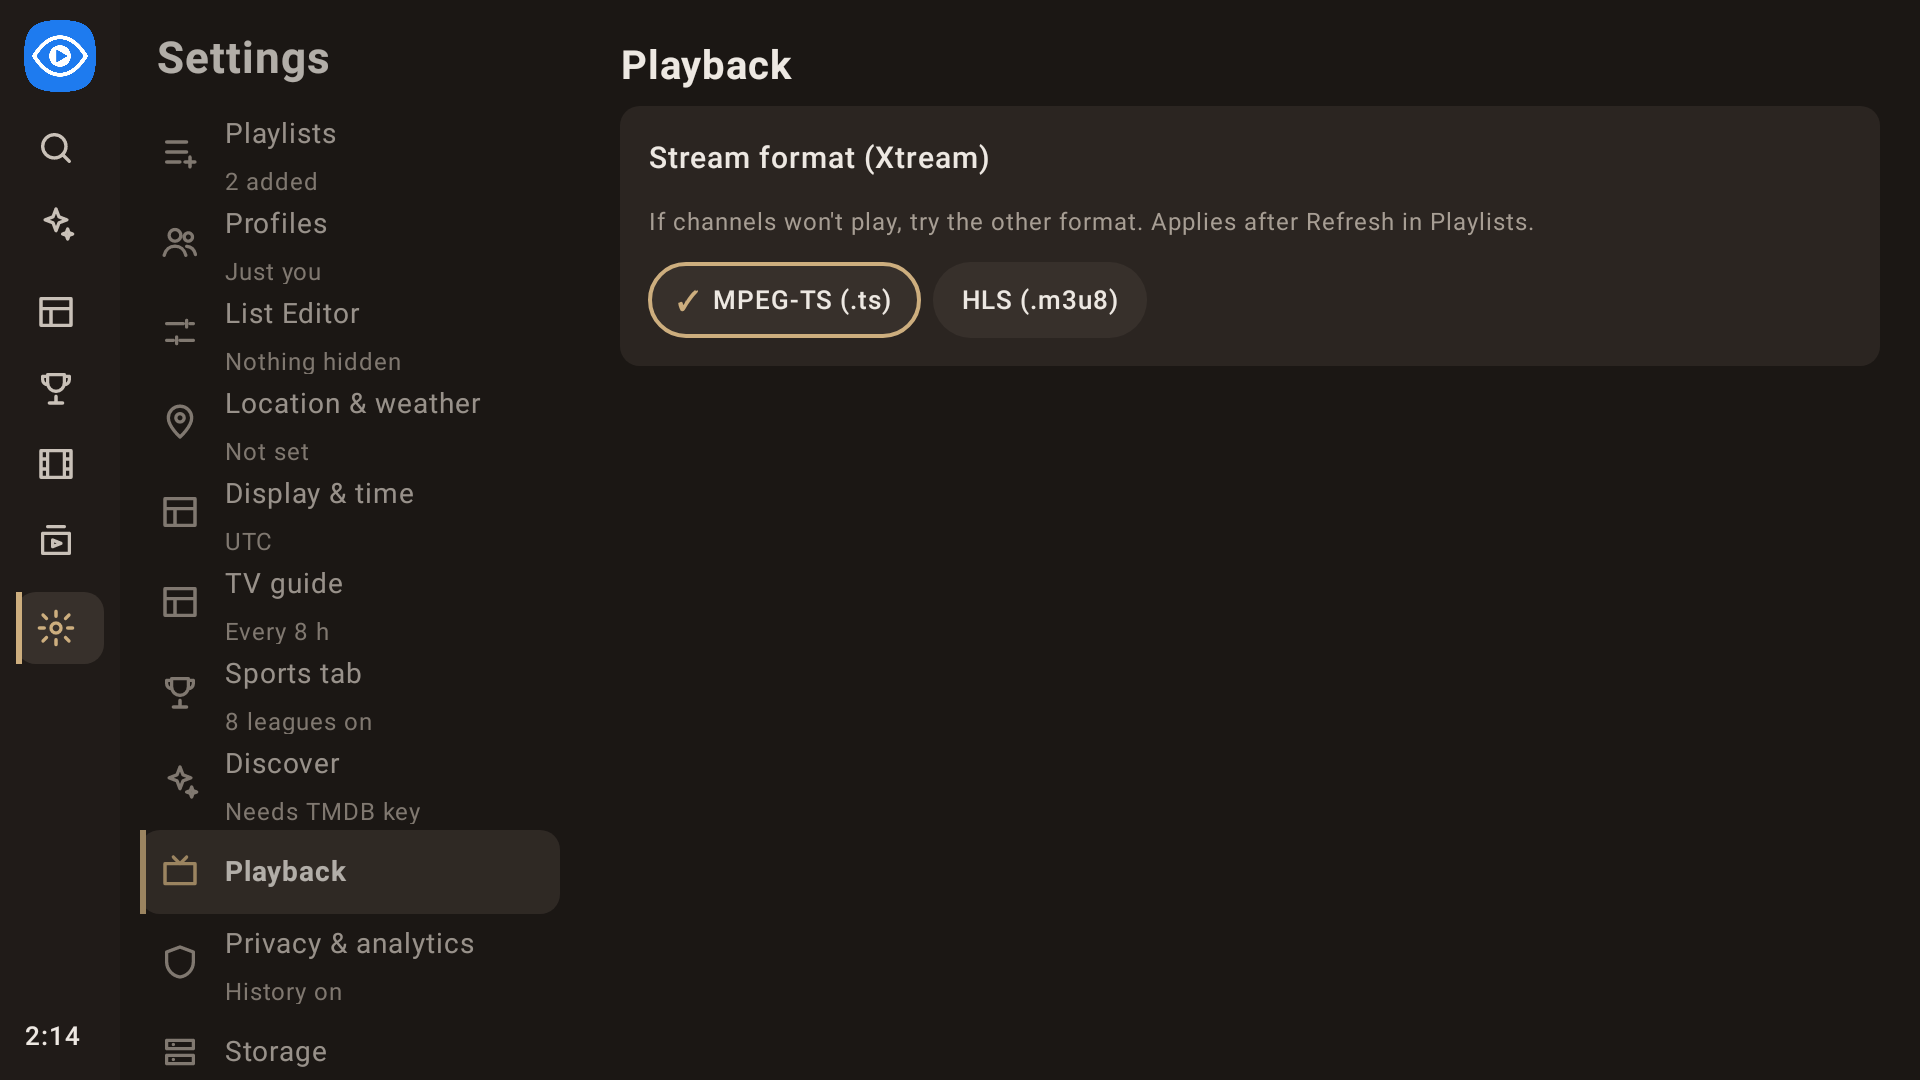 Settings
Playlists
2 added
Profiles
Just you
List Editor
Nothing hidden
Location & weather
Not set
Display & time
UTC
TV guide
Every 8 h
Sports tab
8 leagues on
Discover
Needs TMDB key
Playback
Privacy & analytics
History on
Storage
2:14
Playback
Stream format (Xtream)
If channels won't play, try the other format. Applies after Refresh in Playlists.
✓ MPEG-TS (.ts)
HLS (.m3u8)